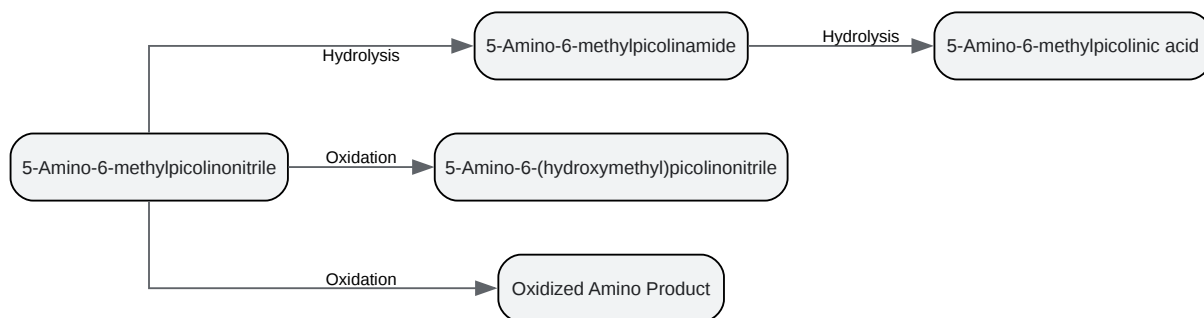 5-Amino-6-methylpicolinamide
Hydrolysis
5-Amino-6-methylpicolinic acid
Hydrolysis
5-Amino-6-methylpicolinonitrile
Oxidation
5-Amino-6-(hydroxymethyl)picolinonitrile
Oxidation
Oxidized Amino Product